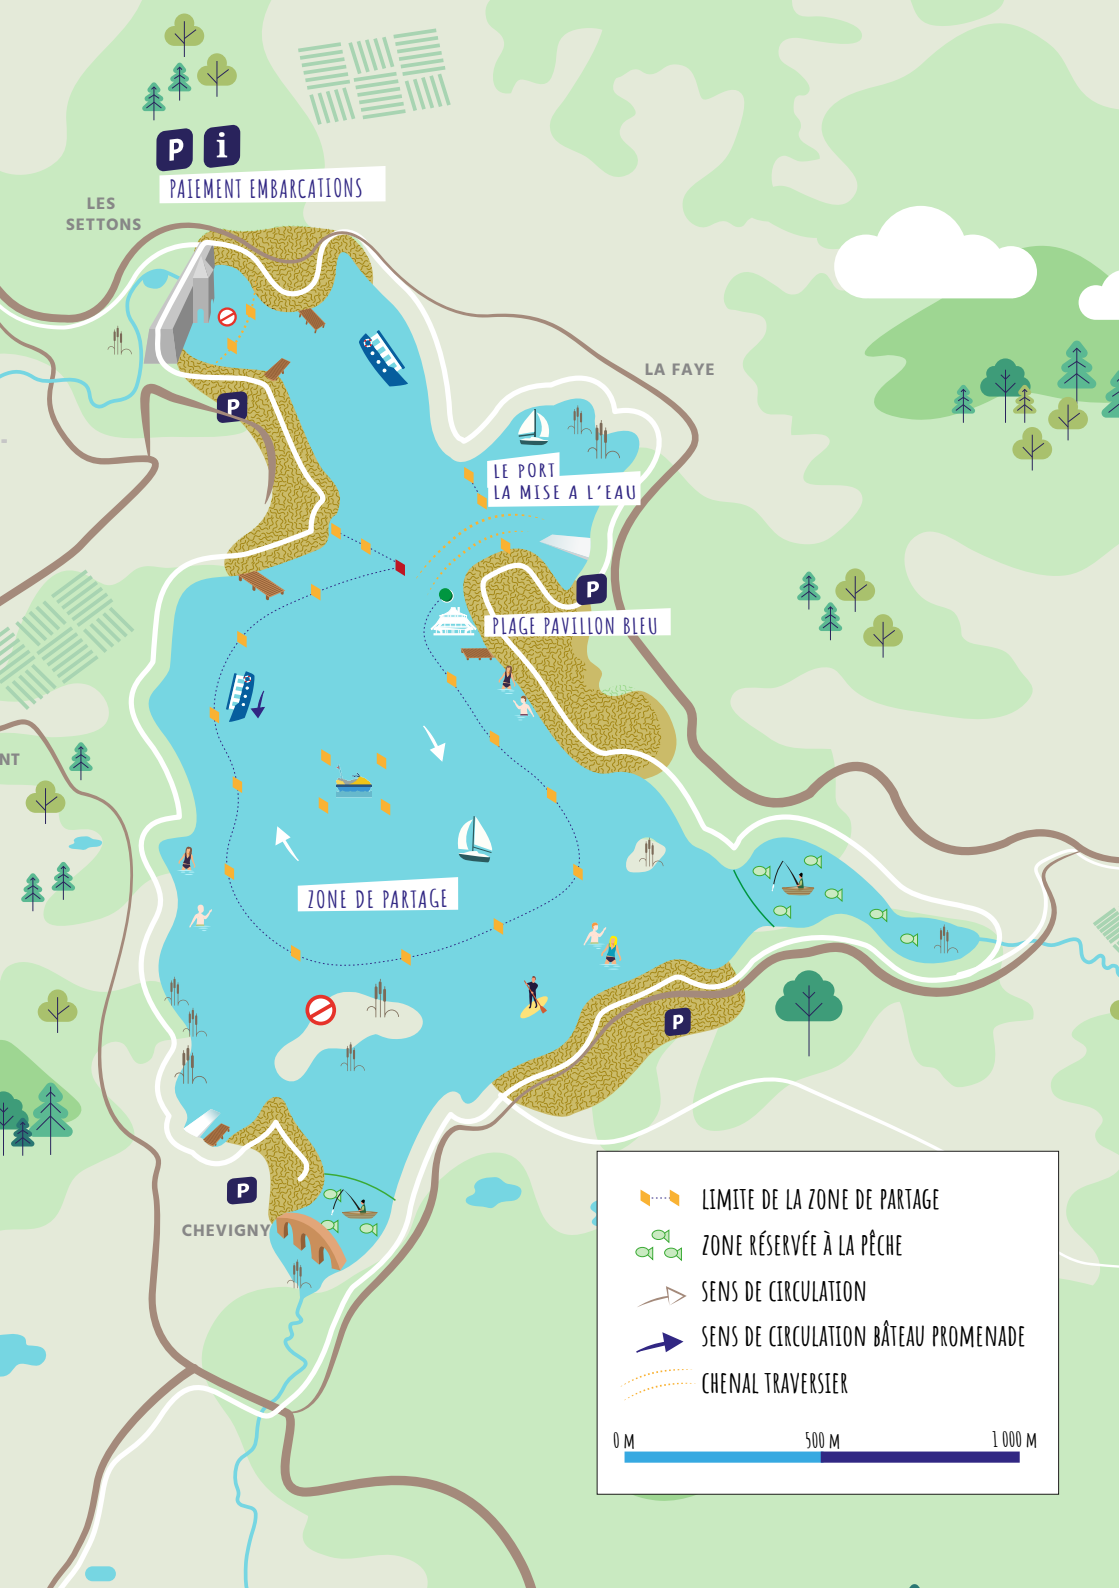 P i
PAIEMENT EMBARCATIONS
LES
SETTONS
LA FAYE
P
LE PORT
LA MISE A L'EAU
P
PLAGE PAVILLON BLEU
NT
ZONE DE PARTAGE
P
P
CHEVIGNY
LIMITE DE LA ZONE DE PARTAGE
ZONE RÉSERVÉE À LA PÊCHE
SENS DE CIRCULATION
SENS DE CIRCULATION BÂTEAU PROMENADE
CHENAL TRAVERSIER
0 M 500 M 1 000 M